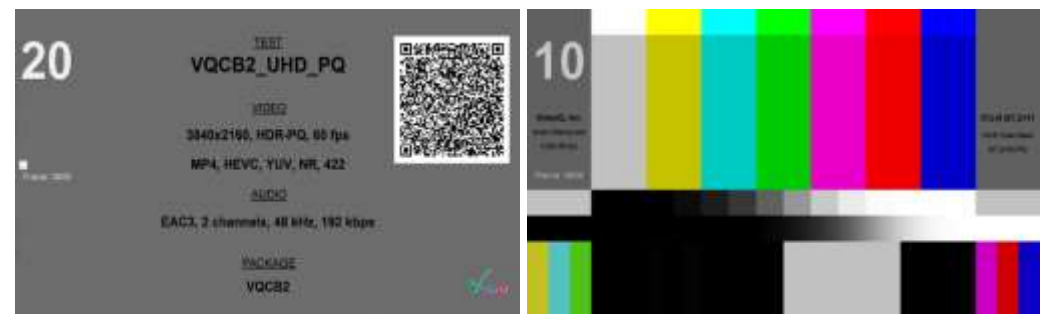 20
TEST
VQCB2_UHD_PQ
VIDEO
3840x2160, HDR-PQ, 60 fps
MP4, HEVC, YUV, NR, 422
AUDIO
EAC3, 2 channels, 48 kHz, 192 kbps
PACKAGE
VQCB2
10